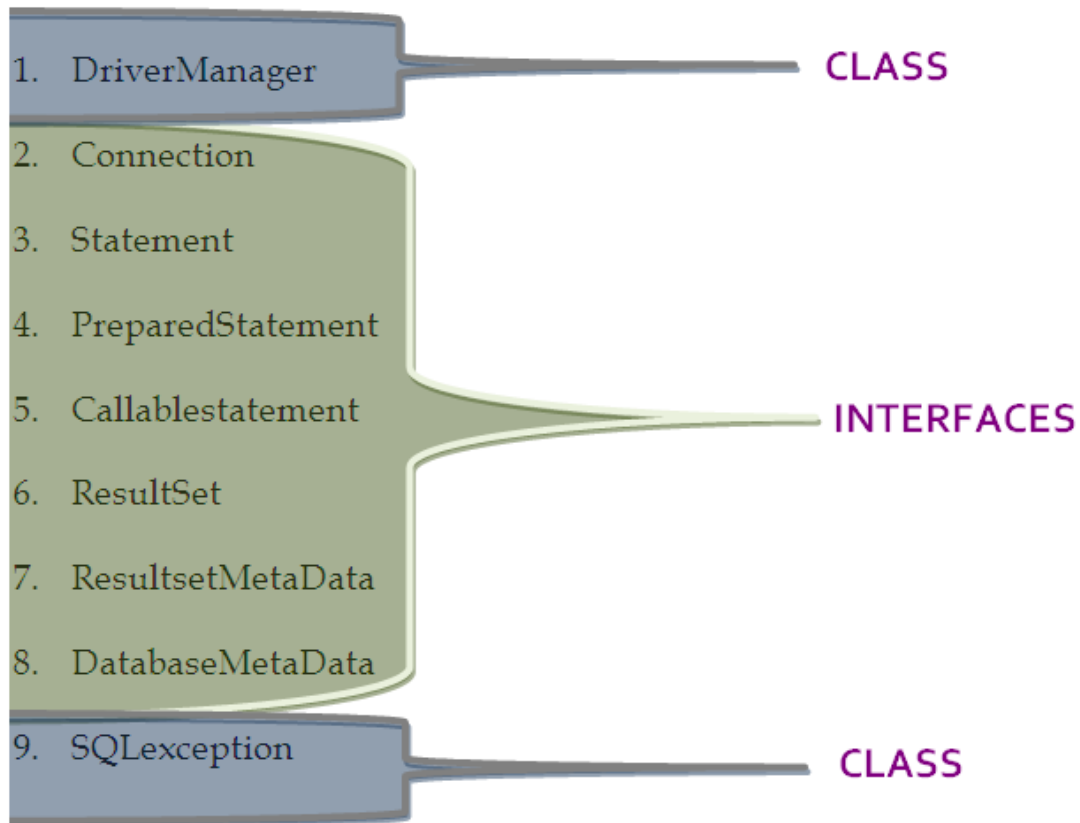 1. DriverManager
CLASS
2. Connection
3. Statement
4. PreparedStatement
5. Callablestatement
INTERFACES
6. ResultSet
7. ResultsetMetaData
8. DatabaseMetaData
9. SQLexception
CLASS